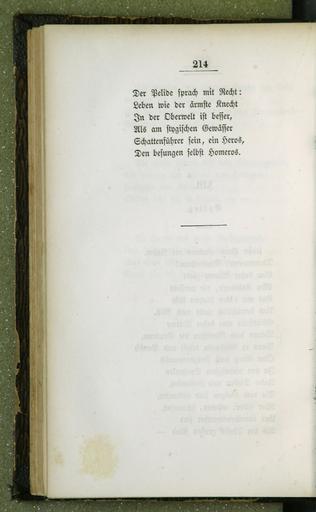 214
Der Pelide sprach mit Recht:
Leben wie der ärmste Knecht
In der Oberwelt ist besser,
Als am stygischen Gewässer
Schattenführer sein, ein Heros,
Den besungen selbst Homeros.